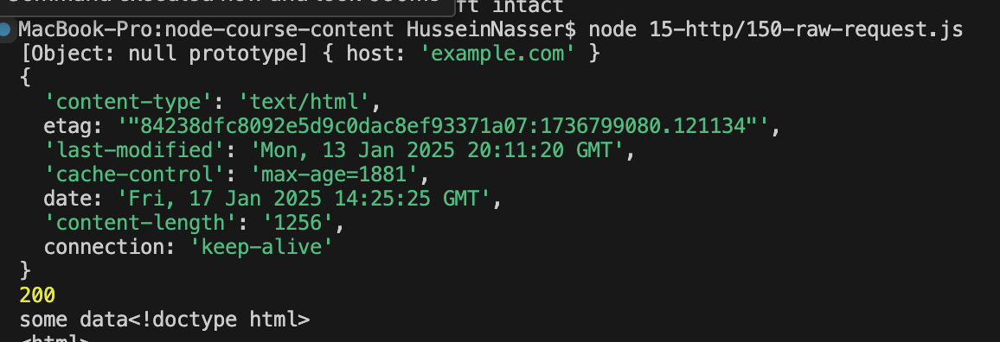 ft intact
MacBook-Pro:node-course-content HusseinNasser$ node 15-http/150-raw-request.js
[Object: null prototype] { host: 'example.com' }
{
  'content-type': 'text/html',
  etag: '"84238dfc8092e5d9c0dac8ef93371a07:1736799080.121134"',
  'last-modified': 'Mon, 13 Jan 2025 20:11:20 GMT',
  'cache-control': 'max-age=1881',
  date: 'Fri, 17 Jan 2025 14:25:25 GMT',
  'content-length': '1256',
  connection: 'keep-alive'
}
200
some data<!doctype html>
<html>